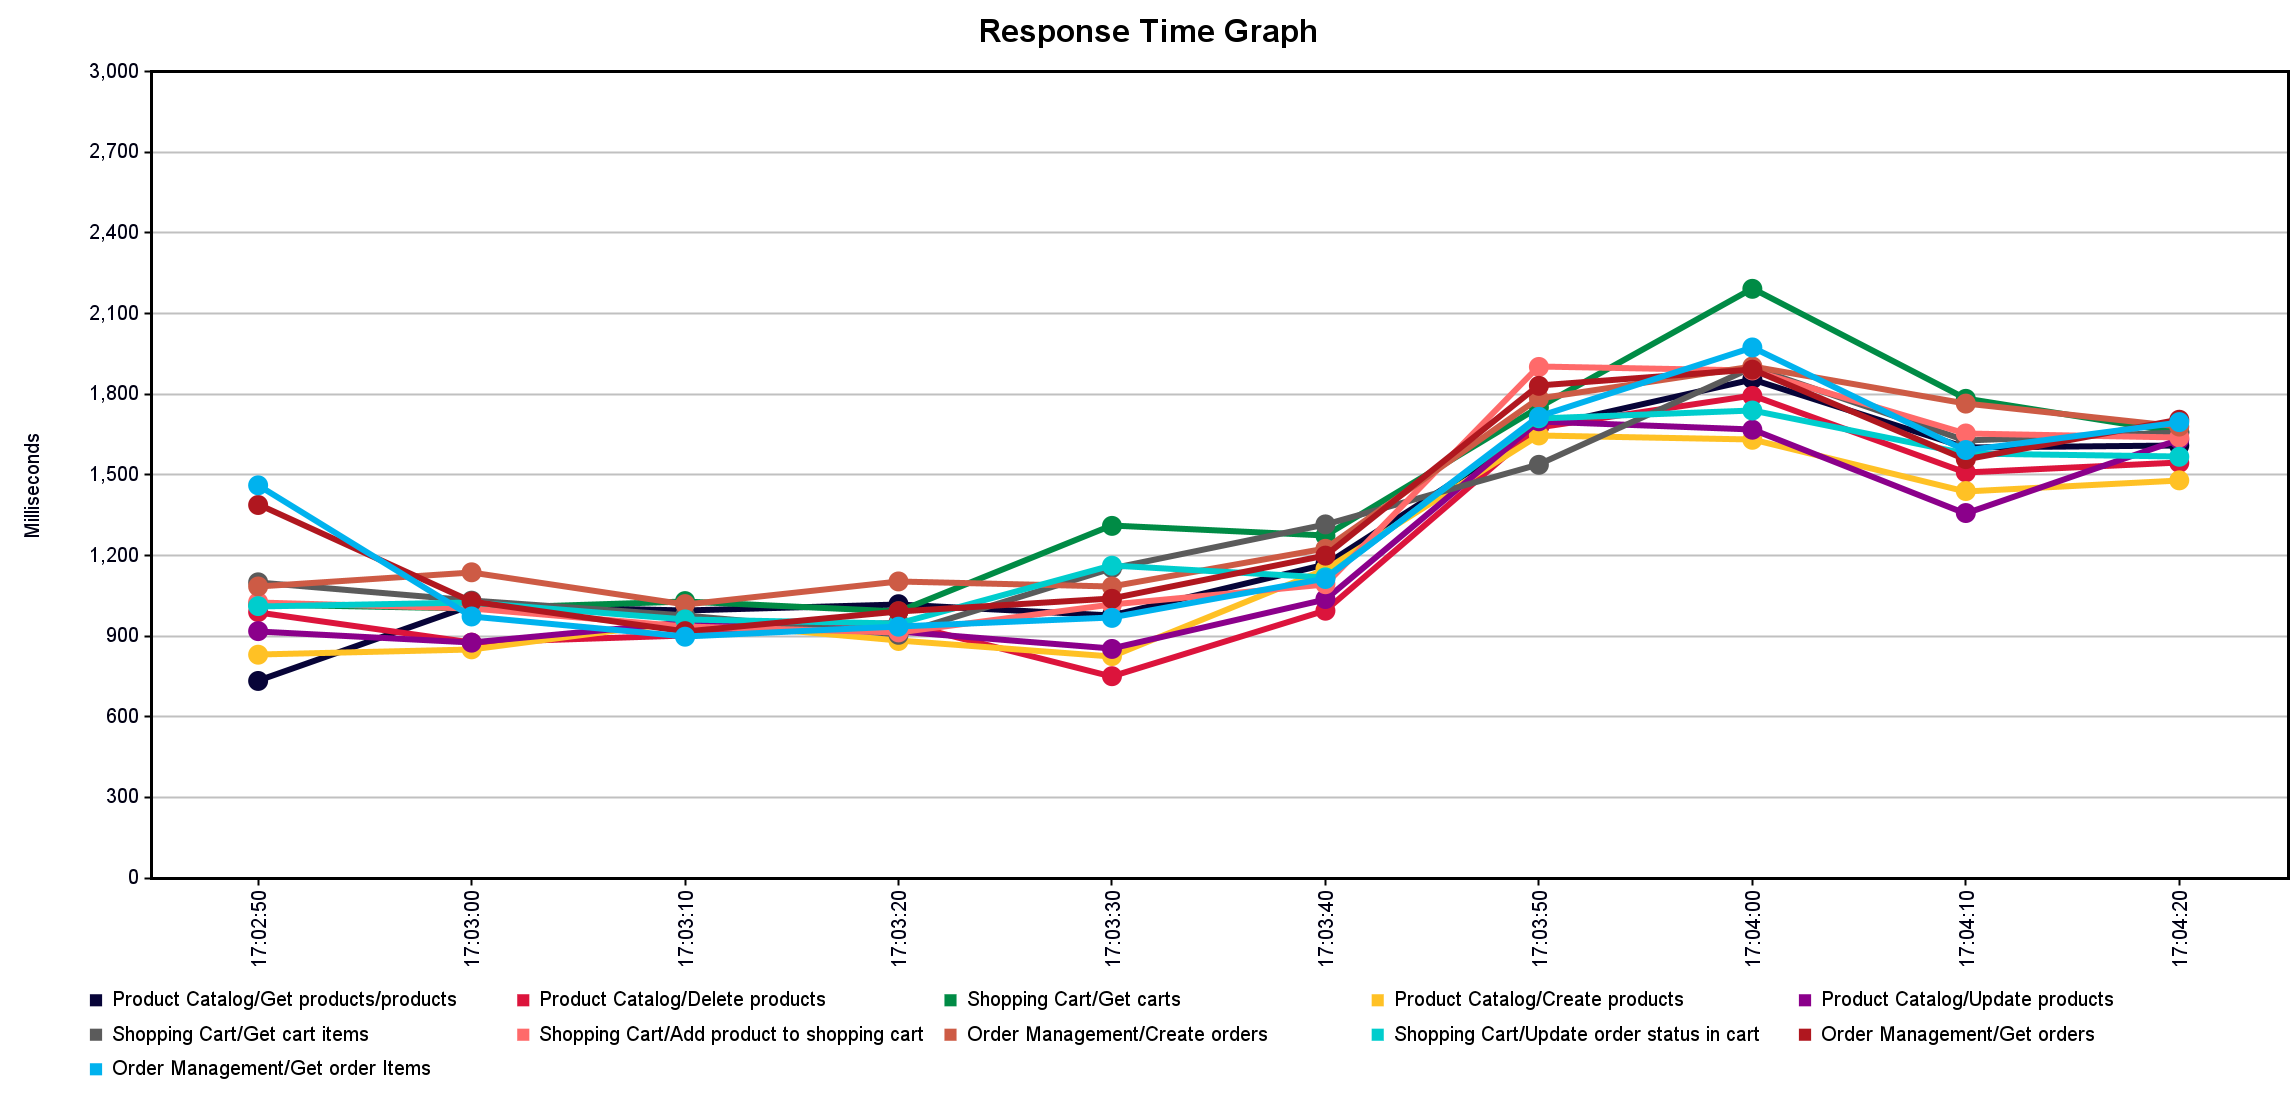 Response Time Graph
3,000
2,700
2,400
2,100
1,800
1,500
1,200
900
600
300
0
Milliseconds
17:02:50 17:03:00 17:03:10 17:03:20 17:03:30 17:03:40 17:03:50 17:04:00 17:04:10 17:04:20
Product Catalog/Get products/products Product Catalog/Delete products Shopping Cart/Get carts Product Catalog/Create products Product Catalog/Update products
Shopping Cart/Get cart items Shopping Cart/Add product to shopping cart Order Management/Create orders Shopping Cart/Update order status in cart Order Management/Get orders
Order Management/Get order Items